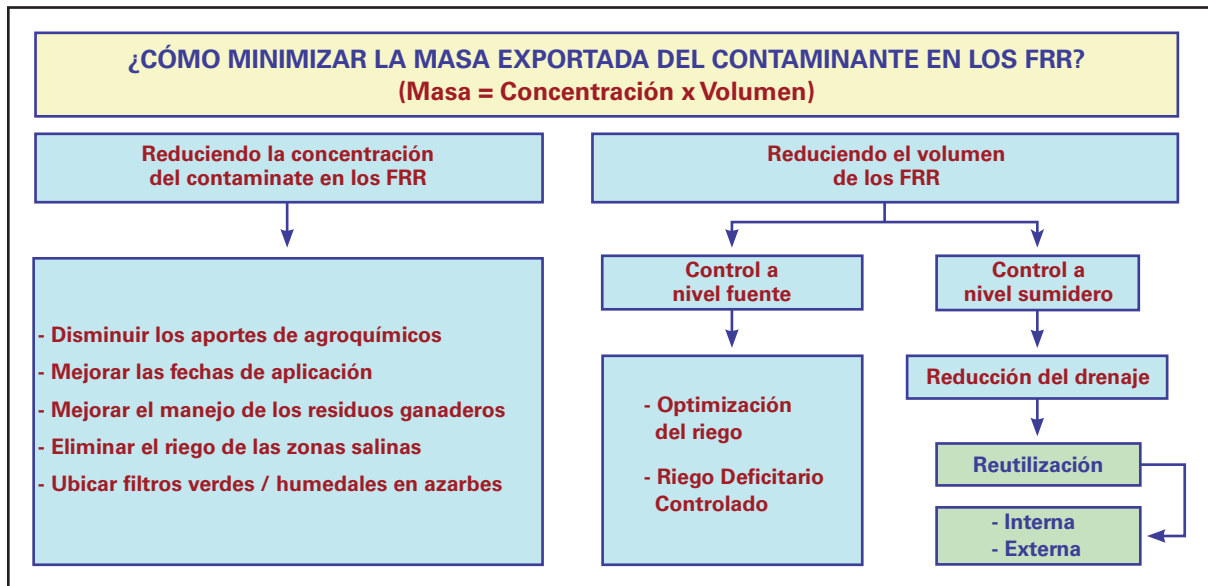 ¿CÓMO MINIMIZAR LA MASA EXPORTADA DEL CONTAMINANTE EN LOS FRR?
(Masa = Concentración x Volumen)
Reduciendo la concentración
del contaminate en los FRR
- Disminuir los aportes de agroquímicos
- Mejorar las fechas de aplicación
- Mejorar el manejo de los residuos ganaderos
- Eliminar el riego de las zonas salinas
- Ubicar filtros verdes / humedales en azarbes
Reduciendo el volumen
de los FRR
Control a
nivel fuente
- Optimización
del riego
- Riego Deficitario
Controlado
Control a
nivel sumidero
Reducción del drenaje
Reutilización
- Interna
- Externa